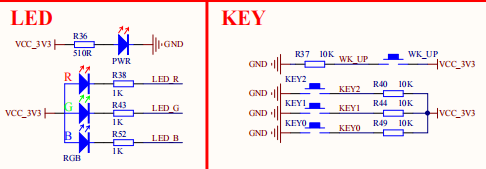 LED
R36
VCC_3V3
510R
PWR
GND
R
R38
LED_R
1K
G
R43
LED_G
VCC_3V3
1K
B
R52
LED_B
RGB
1K
KEY
R37 10K
WK_UP
WK_UP
GND
VCC_3V3
KEY2
R40 10K
GND
KEY2
KEY1
R44 10K
GND
KEY1
VCC_3V3
KEY0
R49 10K
GND
KEY0